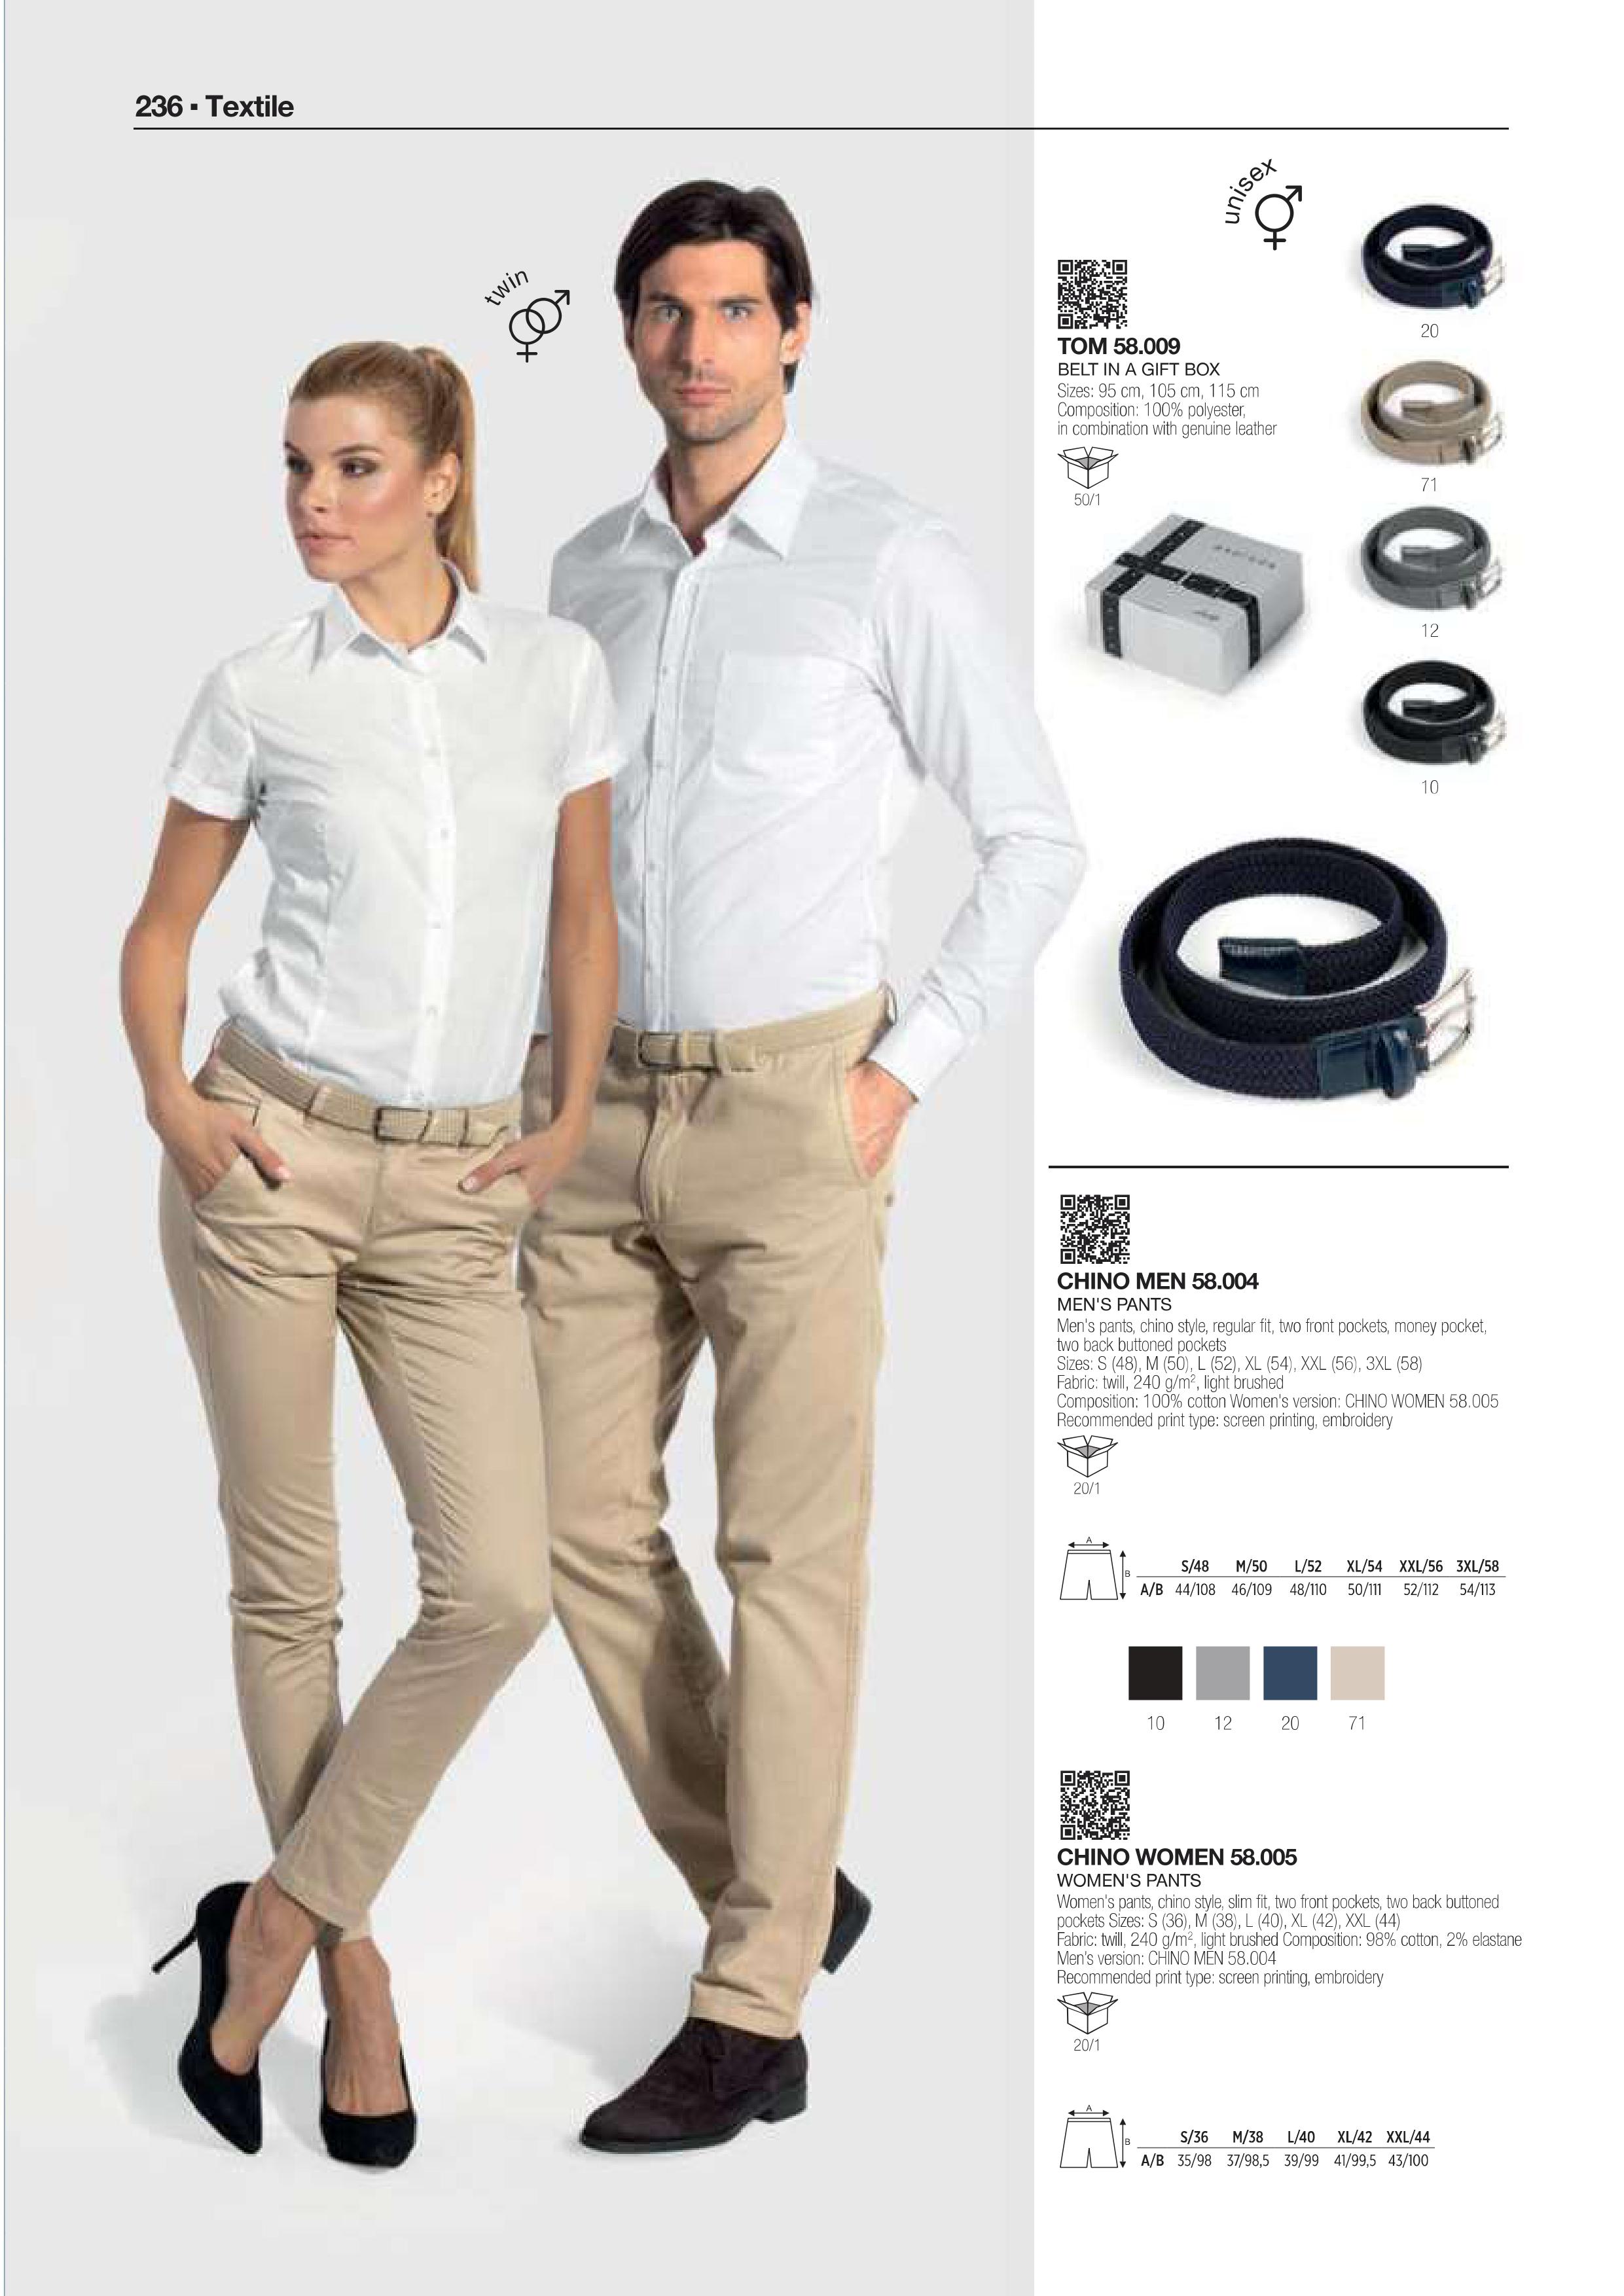 236 ▪ Textile
twin
unisex
TOM 58.009
BELT IN A GIFT BOX
Sizes: 95 cm, 105 cm, 115 cm
Composition: 100% polyester,
in combination with genuine leather
50/1
20
71
12
10
CHINO MEN 58.004
MEN'S PANTS
Men's pants, chino style, regular fit, two front pockets, money pocket,
two back buttoned pockets
Sizes: S (48), M (50), L (52), XL (54), XXL (56), 3XL (58)
Fabric: twill, 240 g/m², light brushed
Composition: 100% cotton Women's version: CHINO WOMEN 58.005
Recommended print type: screen printing, embroidery
20/1
A
B
S/48 M/50 L/52 XL/54 XXL/56 3XL/58
A/B 44/108 46/109 48/110 50/111 52/112 54/113
10 12 20 71
CHINO WOMEN 58.005
WOMEN'S PANTS
Women's pants, chino style, slim fit, two front pockets, two back buttoned
pockets Sizes: S (36), M (38), L (40), XL (42), XXL (44)
Fabric: twill, 240 g/m², light brushed Composition: 98% cotton, 2% elastane
Men's version: CHINO MEN 58.004
Recommended print type: screen printing, embroidery
20/1
A
B
S/36 M/38 L/40 XL/42 XXL/44
A/B 35/98 37/98,5 39/99 41/99,5 43/100